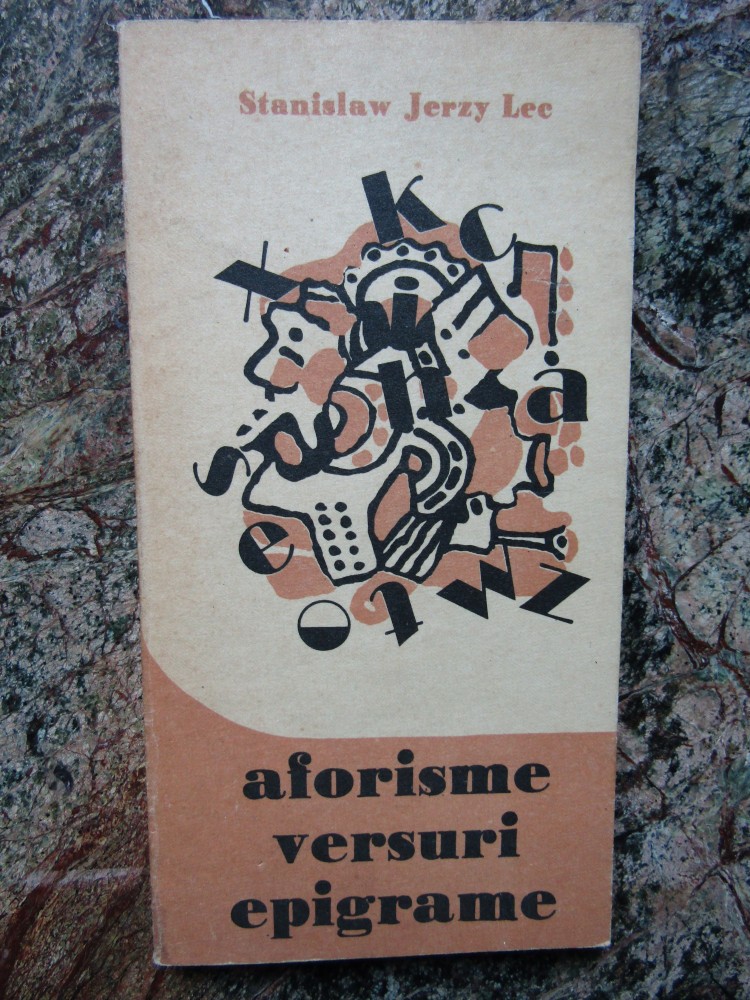 Stanislaw Jerzy Lec
k
c
ą
ł
s
e
o
t
w
z
aforisme
versuri
epigrame